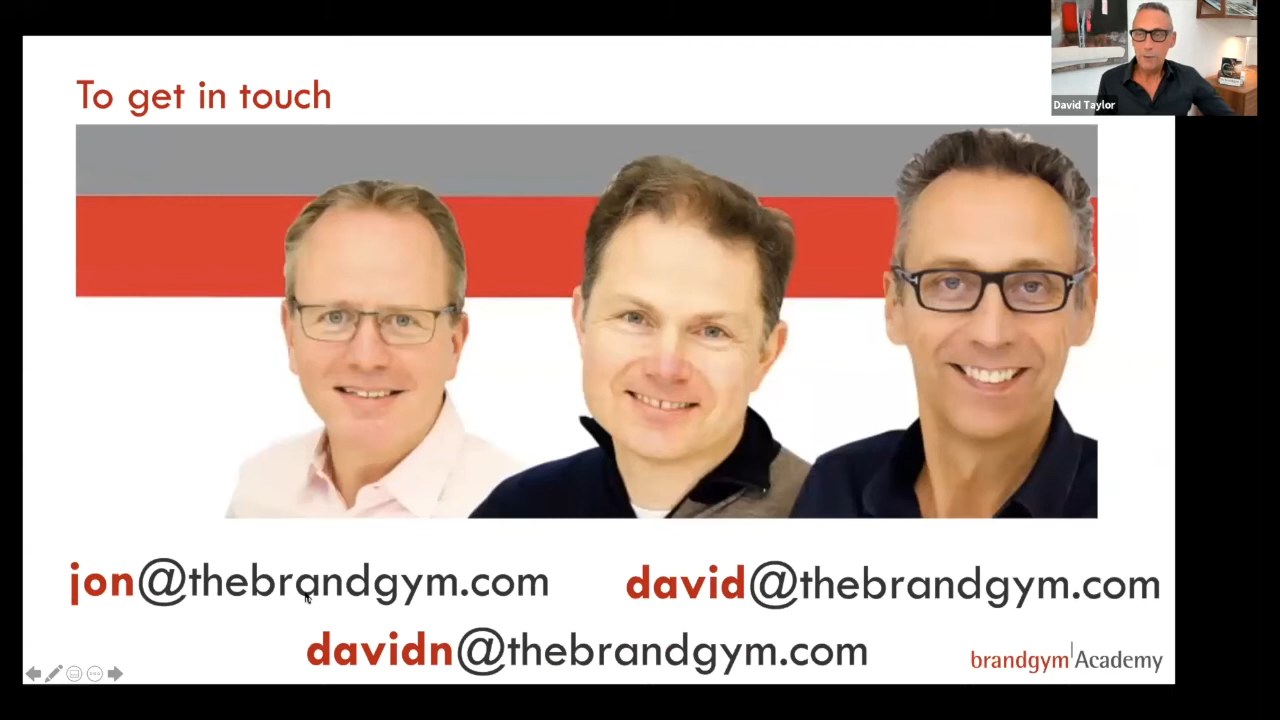 To get in touch
David Taylor
jon@thebrandgym.com
david@thebrandgym.com
davidn@thebrandgym.com
brandgym Academy